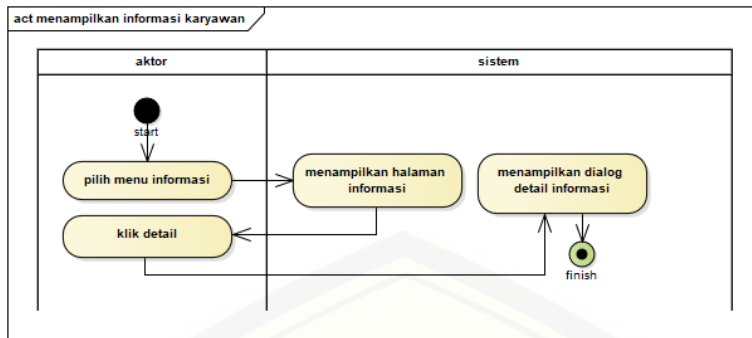 act menampilkan informasi karyawan
aktor
sistem
start
pilih menu informasi
menampilkan halaman
informasi
menampilkan dialog
detail informasi
klik detail
finish